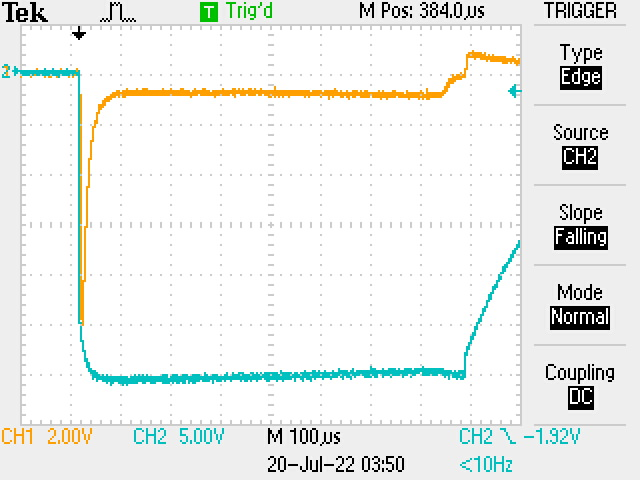 Tek T Trig'd M Pos: 384.0µs TRIGGER
Type
Edge
Source
CH2
Slope
Falling
Mode
Normal
Coupling
DC
2
CH1 2.00V CH2 5.00V M 100µs CH2 -1.92V
20-Jul-22 03:50 <10Hz